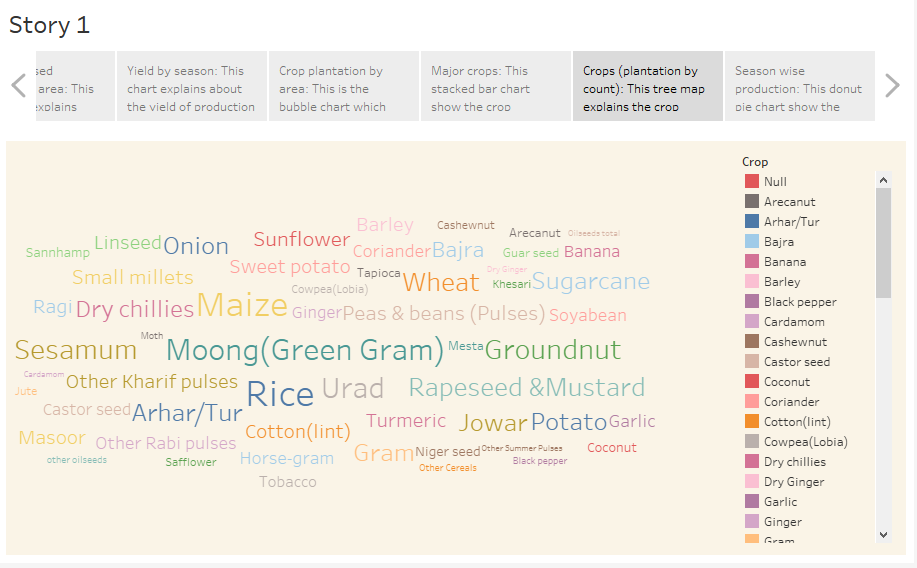 Story 1
sed
area: This
explains
Yield by season: This
chart explains about
the yield of production
Crop plantation by
area: This is the
bubble chart which
Major crops: This
stacked bar chart
show the crop
Crops (plantation by
count): This tree map
explains the crop
Season wise
production: This donut
pie chart show the
Barley
Cashewnut
Sannhamp
Linseed
Onion
Sunflower
Arecanut
Oilseeds total
Coriander
Bajra
Guar seed
Banana
Small millets
Sweet potato
Tapioca
Dry Ginger
Wheat
Khesari
Sugarcane
Cowpea(Lobia)
Ragi
Dry chillies
Maize
Ginger
Peas & beans (Pulses)
Soyabean
Sesamum
Moth
Moong(Green Gram)
Mesta
Groundnut
Cardamom
Jute
Other Kharif pulses
Rice
Urad
Rapeseed &Mustard
Castor seed
Arhar/Tur
Turmeric
Jowar
Potato
Garlic
Masoor
Other Rabi pulses
Cotton(lint)
other oilseeds
Safflower
Horse-gram
Gram
Niger seed
Other Summer Pulses
Coconut
Other Cereals
Black pepper
Tobacco
Crop
Null
Arecanut
Arhar/Tur
Bajra
Banana
Barley
Black pepper
Cardamom
Cashewnut
Castor seed
Coconut
Coriander
Cotton(lint)
Cowpea(Lobia)
Dry chillies
Dry Ginger
Garlic
Ginger
Gram